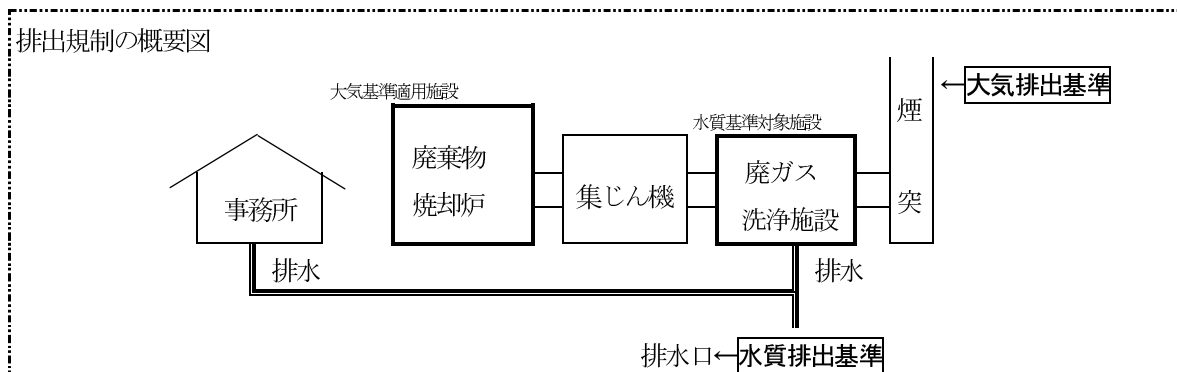 排出規制の概要図
大気基準適用施設
←大気排出基準
水質基準対象施設
煙
突
廃棄物
焼却炉
集じん機
廃ガス
洗浄施設
事務所
排水
排水
排水口←水質排出基準